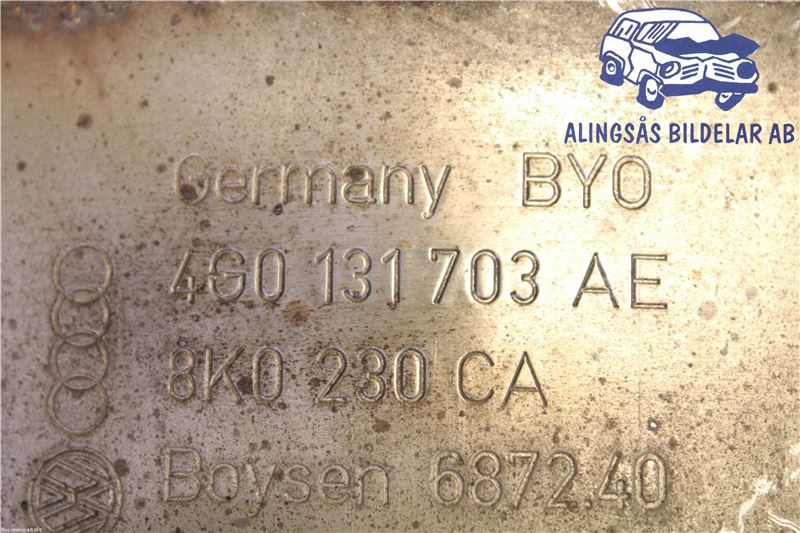 ALINGSÅS BILDELAR AB
Germany BYO
4G0 131 703 AE
8K0 230 CA
Boysen 6872.40